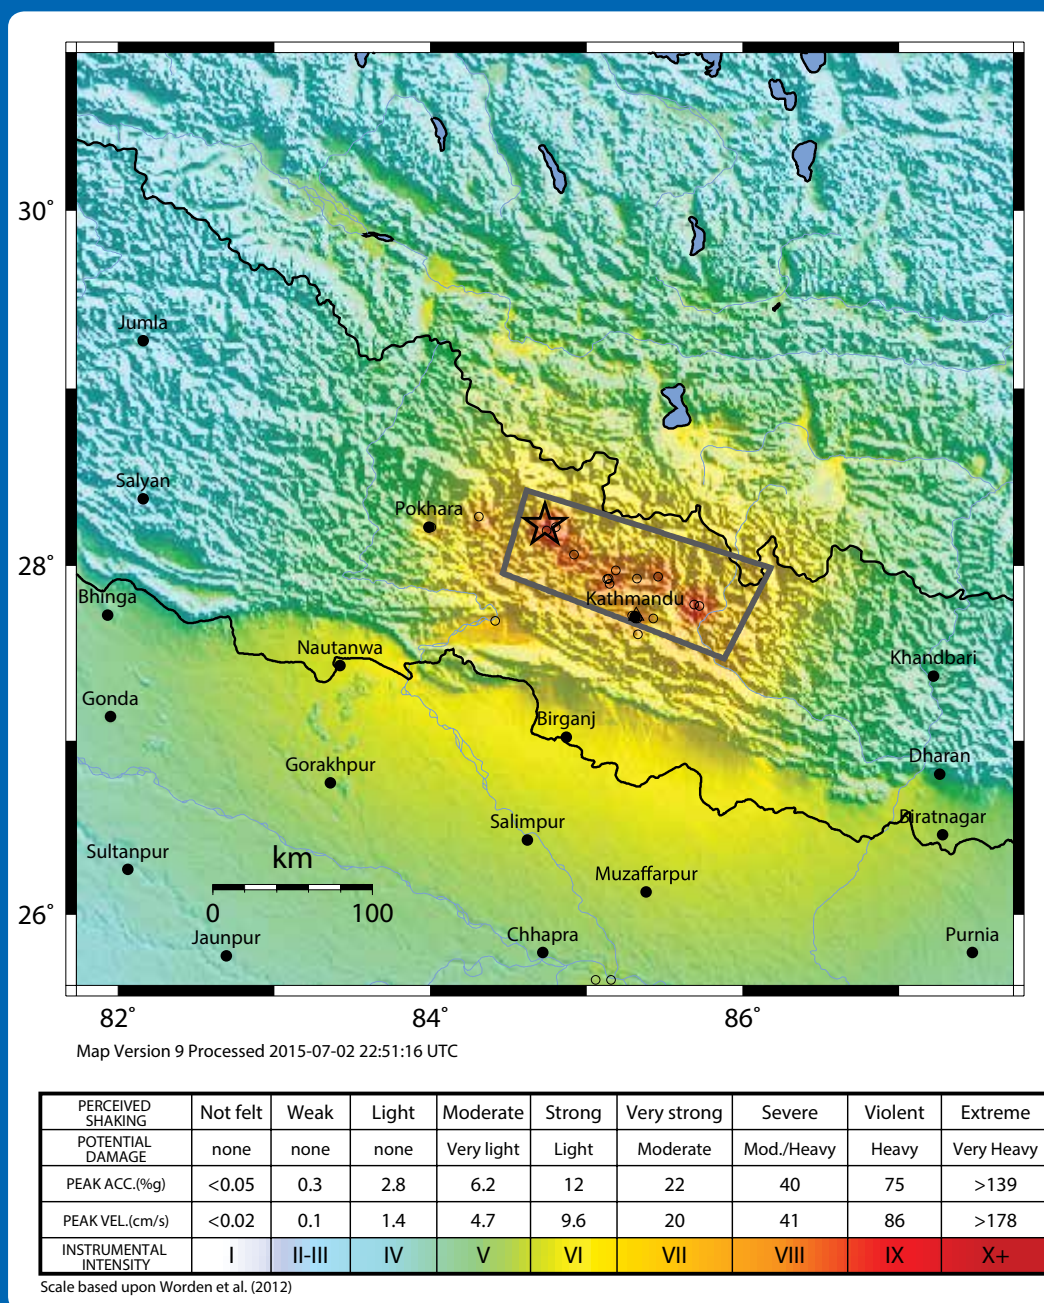 30°
Jumla
Salyan
Pokhara
28°
Bhinga
Kathmandu
Nautanwa
Khandbari
Gonda
Birganj
Gorakhpur
Dharan
Salimpur
Biratnagar
Sultanpur
km
Muzaffarpur
0 100
26°
Jaunpur
Chhapra
Purnia
82° 84° 86°
Map Version 9 Processed 2015-07-02 22:51:16 UTC
PERCEIVED SHAKING Not felt Weak Light Moderate Strong Very strong Severe Violent Extreme
POTENTIAL DAMAGE none none none Very light Light Moderate Mod./Heavy Heavy Very Heavy
PEAK ACC.(%g) <0.05 0.3 2.8 6.2 12 22 40 75 >139
PEAK VEL.(cm/s) <0.02 0.1 1.4 4.7 9.6 20 41 86 >178
INSTRUMENTAL INTENSITY I II-III IV V VI VII VIII IX X+
Scale based upon Worden et al. (2012)